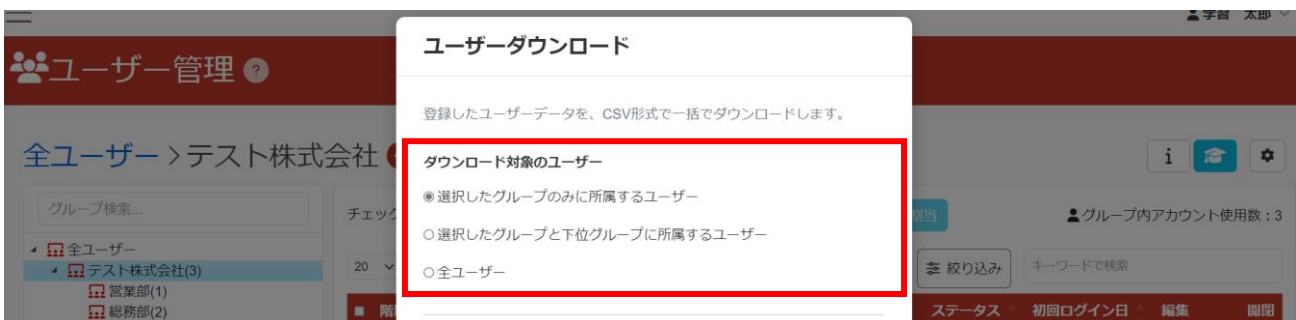 学習 太郎
ユーザー管理 ?
全ユーザー > テスト株式会社
i
グループ検索...
全ユーザー
テスト株式会社(3)
営業部(1)
総務部(2)
チェック
20
ユーザーダウンロード
登録したユーザーデータを、CSV形式で一括でダウンロードします。
ダウンロード対象のユーザー
選択したグループのみに所属するユーザー
選択したグループと下位グループに所属するユーザー
全ユーザー
割当
グループ内アカウント使用数:3
絞り込み
キーワードで検索
ステータス 初回ログイン日 編集 開閉